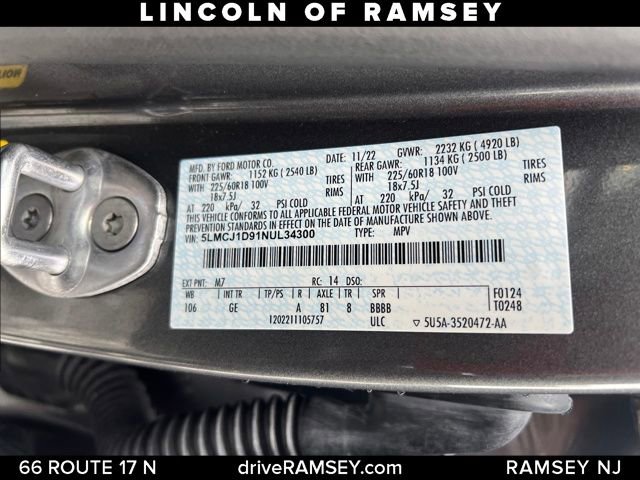 LINCOLN OF RAMSEY
MFD. BY FORD MOTOR CO.
DATE: 11/22 GVWR: 2232 KG ( 4920 LB)
FRONT GAWR: 1152 KG ( 2540 LB)
REAR GAWR: 1134 KG ( 2500 LB)
WITH 225/60R18 100V TIRES
WITH 225/60R18 100V TIRES
18x7.5J RIMS
18x7.5J RIMS
AT 220 kPa/ 32 PSI COLD
AT 220 kPa/ 32 PSI COLD
THIS VEHICLE CONFORMS TO ALL APPLICABLE FEDERAL MOTOR VEHICLE SAFETY AND THEFT
PREVENTION STANDARDS IN EFFECT ON THE DATE OF MANUFACTURE SHOWN ABOVE.
VIN: 5LMCJ1D91NUL34300 TYPE: MPV
EXT PNT: M7 RC: 14 DSO:
WB INT TR TP/PS R AXLE TR SPR
106 GE A 81 8 BBBB
F0124
T0248
1202211105757 ULC ▽ 5U5A-3520472-AA
66 ROUTE 17 N driveRAMSEY.com RAMSEY NJ